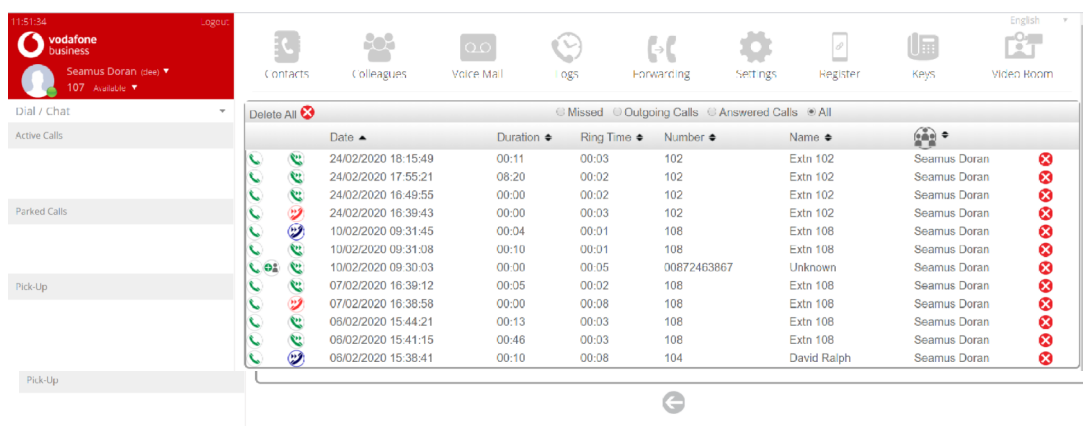 11:51:34 Logout
vodafone
business
Seamus Doran (dee) ▼
107 Available ▼
Dial / Chat
Active Calls
Parked Calls
Pick-Up
Pick-Up
English
Contacts Colleagues Voice Mail Logs Forwarding Settings Register Keys Video Room
Delete All Missed Outgoing Calls Answered Calls All
Date Duration Ring Time Number Name
24/02/2020 18:15:49 00:11 00:03 102 Extn 102 Seamus Doran
24/02/2020 17:55:21 08:20 00:02 102 Extn 102 Seamus Doran
24/02/2020 16:49:55 00:00 00:02 102 Extn 102 Seamus Doran
24/02/2020 16:39:43 00:00 00:03 102 Extn 102 Seamus Doran
10/02/2020 09:31:45 00:04 00:01 108 Extn 108 Seamus Doran
10/02/2020 09:31:08 00:10 00:01 108 Extn 108 Seamus Doran
10/02/2020 09:30:03 00:00 00:05 00872463867 Unknown Seamus Doran
07/02/2020 16:39:12 00:05 00:02 108 Extn 108 Seamus Doran
07/02/2020 16:38:58 00:00 00:08 108 Extn 108 Seamus Doran
06/02/2020 15:44:21 00:13 00:03 108 Extn 108 Seamus Doran
06/02/2020 15:41:15 00:46 00:03 108 Extn 108 Seamus Doran
06/02/2020 15:38:41 00:10 00:08 104 David Ralph Seamus Doran